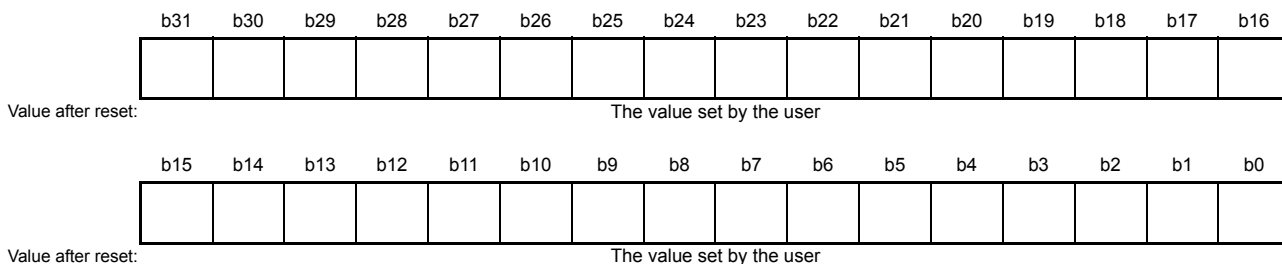 b31 b30 b29 b28 b27 b26 b25 b24 b23 b22 b21 b20 b19 b18 b17 b16
Value after reset: The value set by the user
b15 b14 b13 b12 b11 b10 b9 b8 b7 b6 b5 b4 b3 b2 b1 b0
Value after reset: The value set by the user